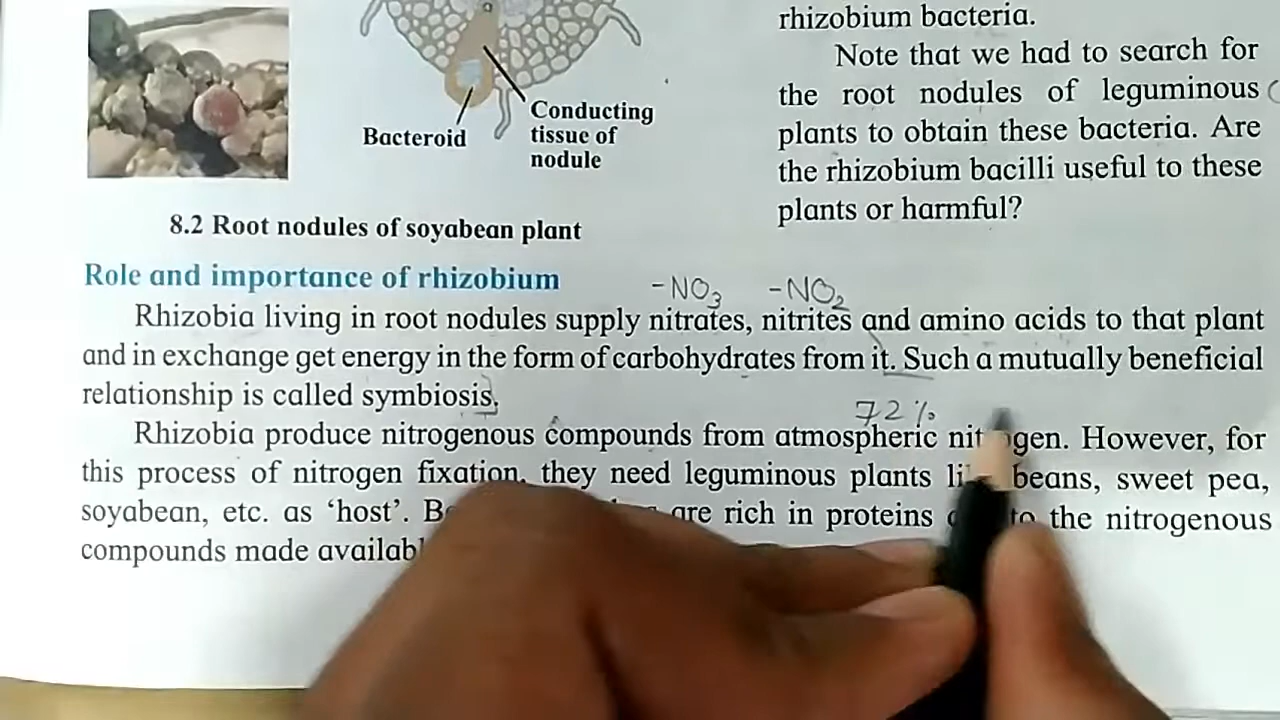 rhizobium bacteria.
Note that we had to search for
the root nodules of leguminous
plants to obtain these bacteria. Are
the rhizobium bacilli useful to these
plants or harmful?
Conducting
tissue of
nodule
Bacteroid
8.2 Root nodules of soyabean plant
Role and importance of rhizobium
-NO3 -NO2
Rhizobia living in root nodules supply nitrates, nitrites and amino acids to that plant
and in exchange get energy in the form of carbohydrates from it. Such a mutually beneficial
relationship is called symbiosis.
72%
Rhizobia produce nitrogenous compounds from atmospheric However, for
this process of nitrogen fixation, they need leguminous plants beans, sweet pea,
soyabean, etc. as ‘host’. are rich in proteins to the nitrogenous
compounds made